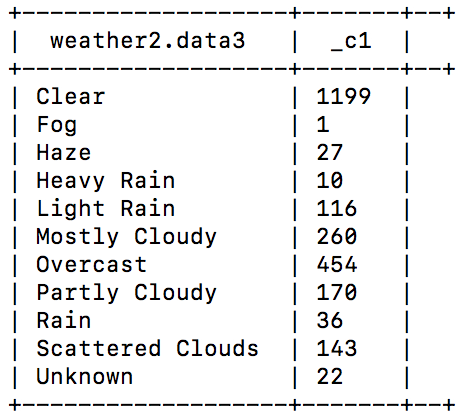 +--------------------+-------+--+
|  weather2.data3    |  _c1  |
+--------------------+-------+--+
| Clear              | 1199  |
| Fog                | 1     |
| Haze               | 27    |
| Heavy Rain         | 10    |
| Light Rain         | 116   |
| Mostly Cloudy      | 260   |
| Overcast           | 454   |
| Partly Cloudy      | 170   |
| Rain               | 36    |
| Scattered Clouds   | 143   |
| Unknown            | 22    |
+--------------------+-------+--+